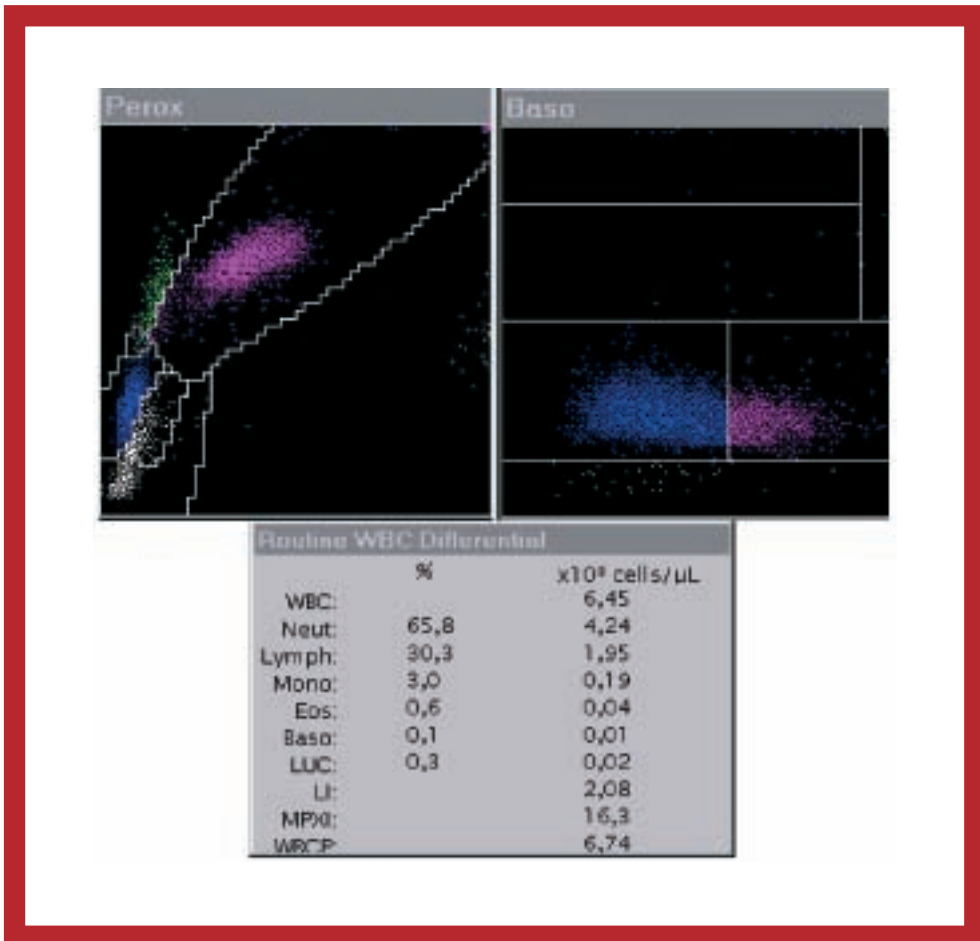 Perox
Baso
Routine WBC Differential
% x10³ cells/µL
WBC: 6,45
Neut: 65,8 4,24
Lymph: 30,3 1,95
Mono: 3,0 0,19
Eos: 0,6 0,04
Baso: 0,1 0,01
LUC: 0,3 0,02
LI: 2,08
MPXI: 16,3
WBCP: 6,74